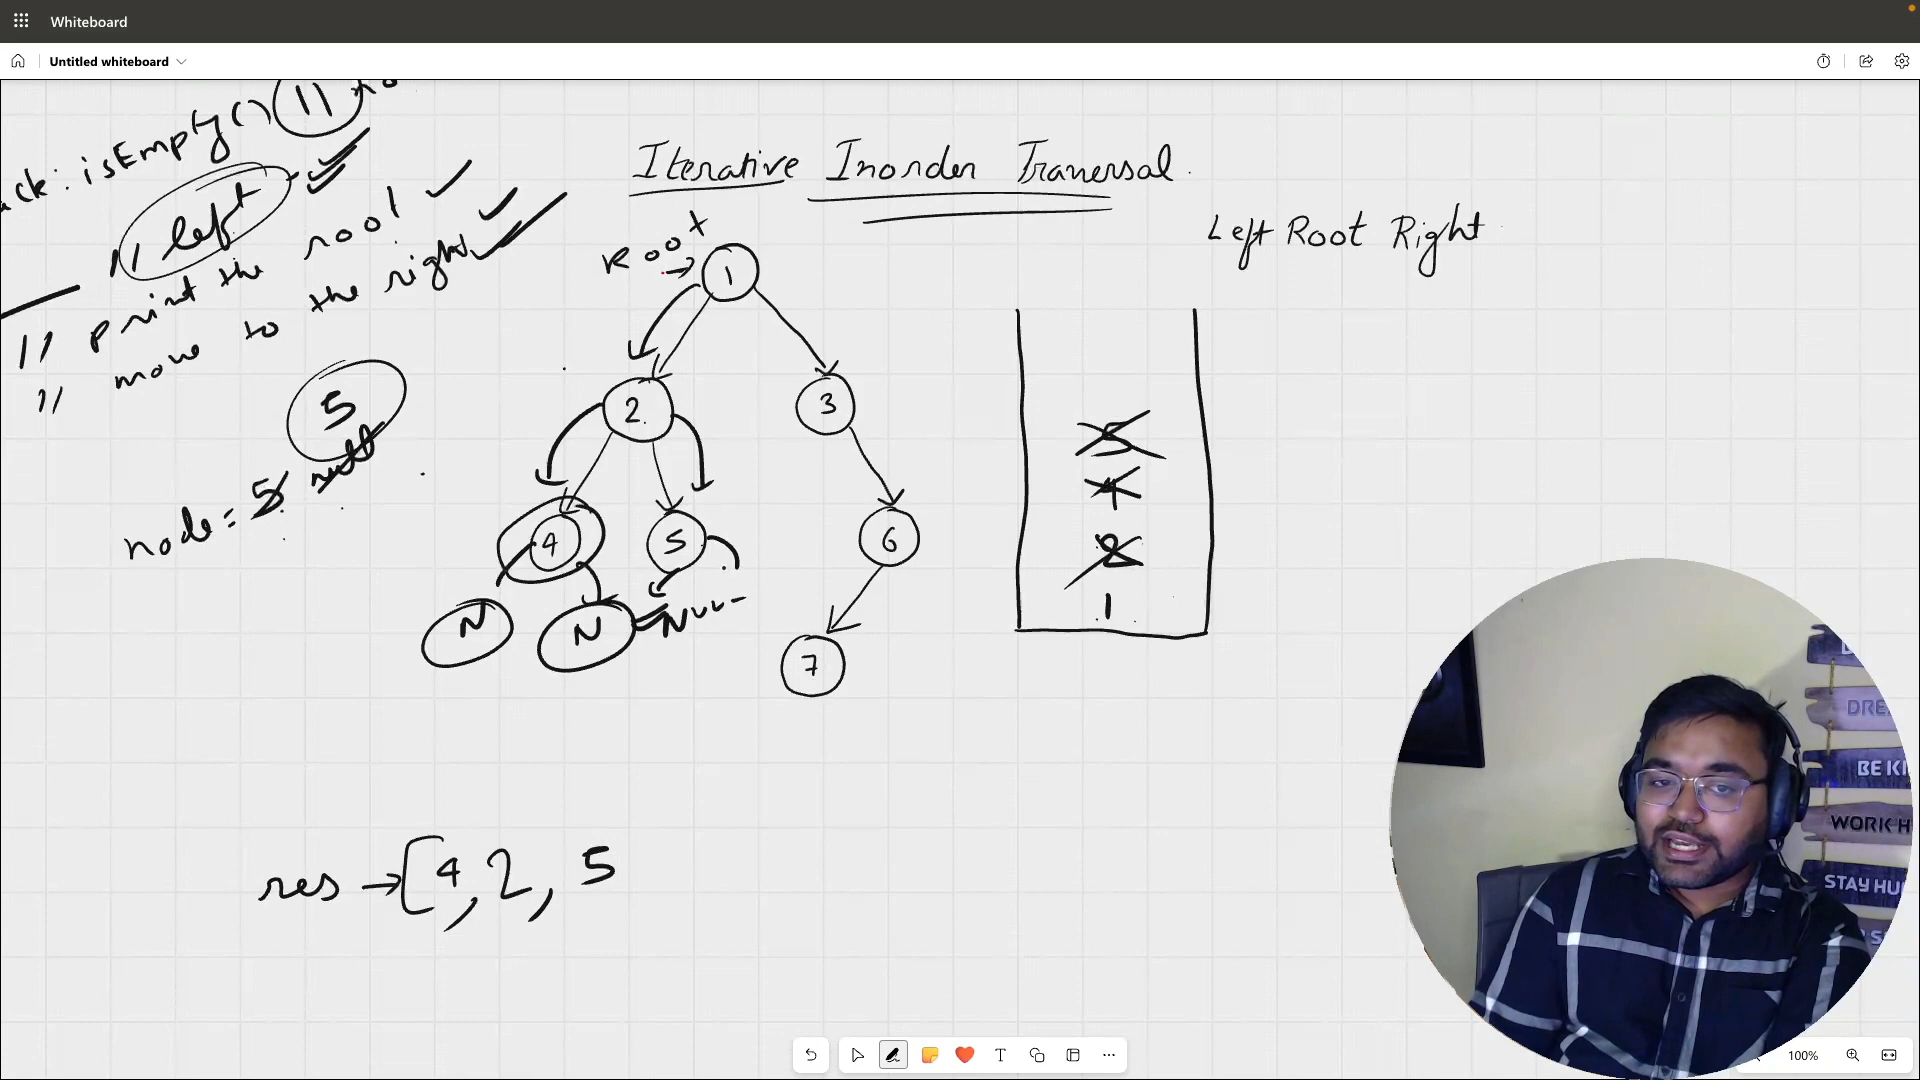 Whiteboard
Untitled whiteboard
ack.isEmpty() ||
Iterative Inorder Traversal.
// left
Left Root Right
// print the root
Root
1
// move to the right
5
2
3
5
4
node = 5 null
4
5
6
2
N
N
Null
1
7
DRE
BE KI
WORK H
res → [4, 2, 5
STAY HU
T
100%